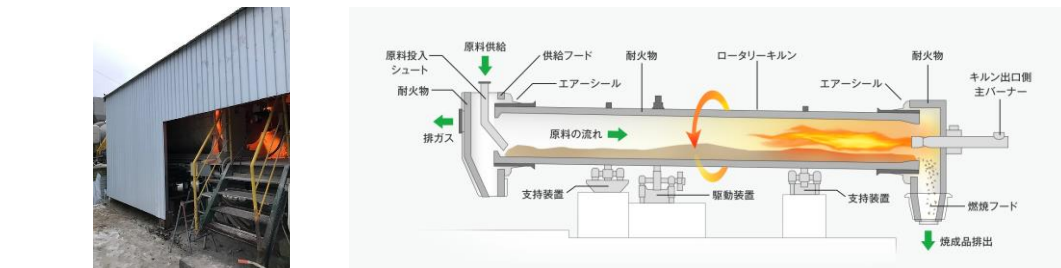 原料供給
原料投入
シュート
供給フード
耐火物
ロータリーキルン
耐火物
キルン出口側
主バーナー
エアーシール
エアーシール
耐火物
排ガス
原料の流れ
支持装置
駆動装置
支持装置
燃焼フード
焼成品排出